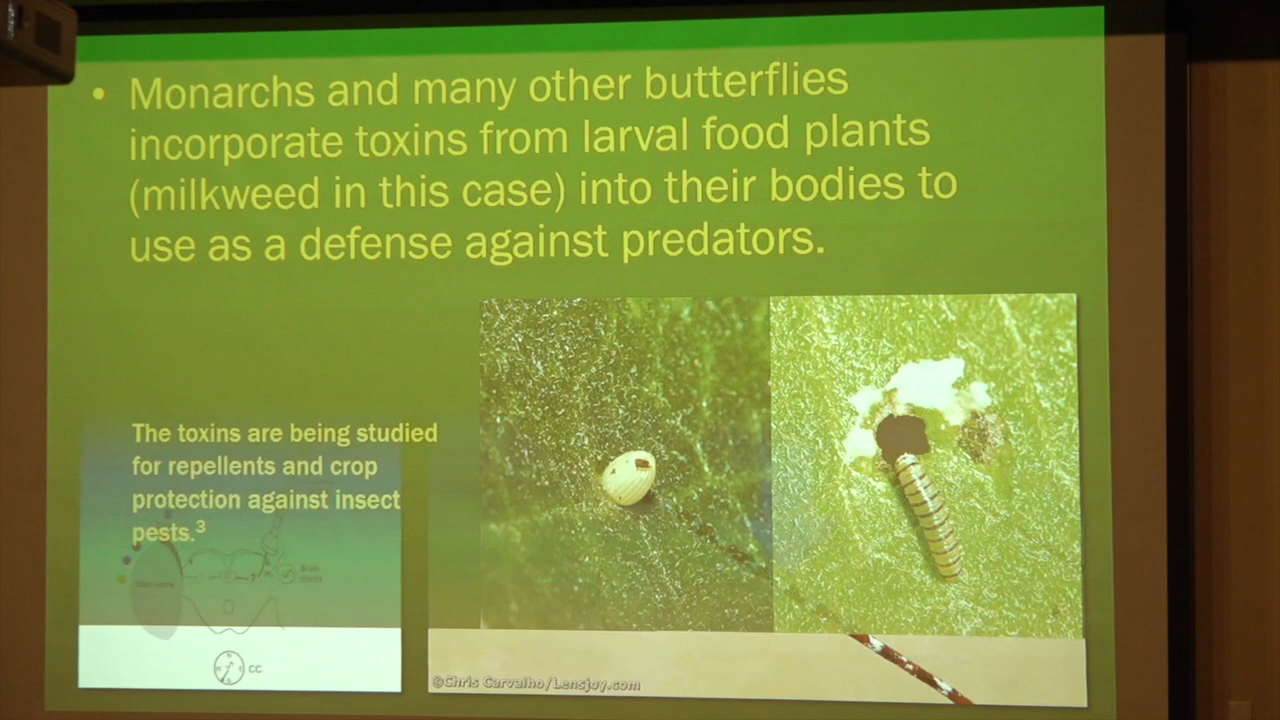 • Monarchs and many other butterflies
incorporate toxins from larval food plants
(milkweed in this case) into their bodies to
use as a defense against predators.
The toxins are being studied
for repellents and crop
protection against insect
pests.³
CC
©Chris Carvalho/Lensjoy.com